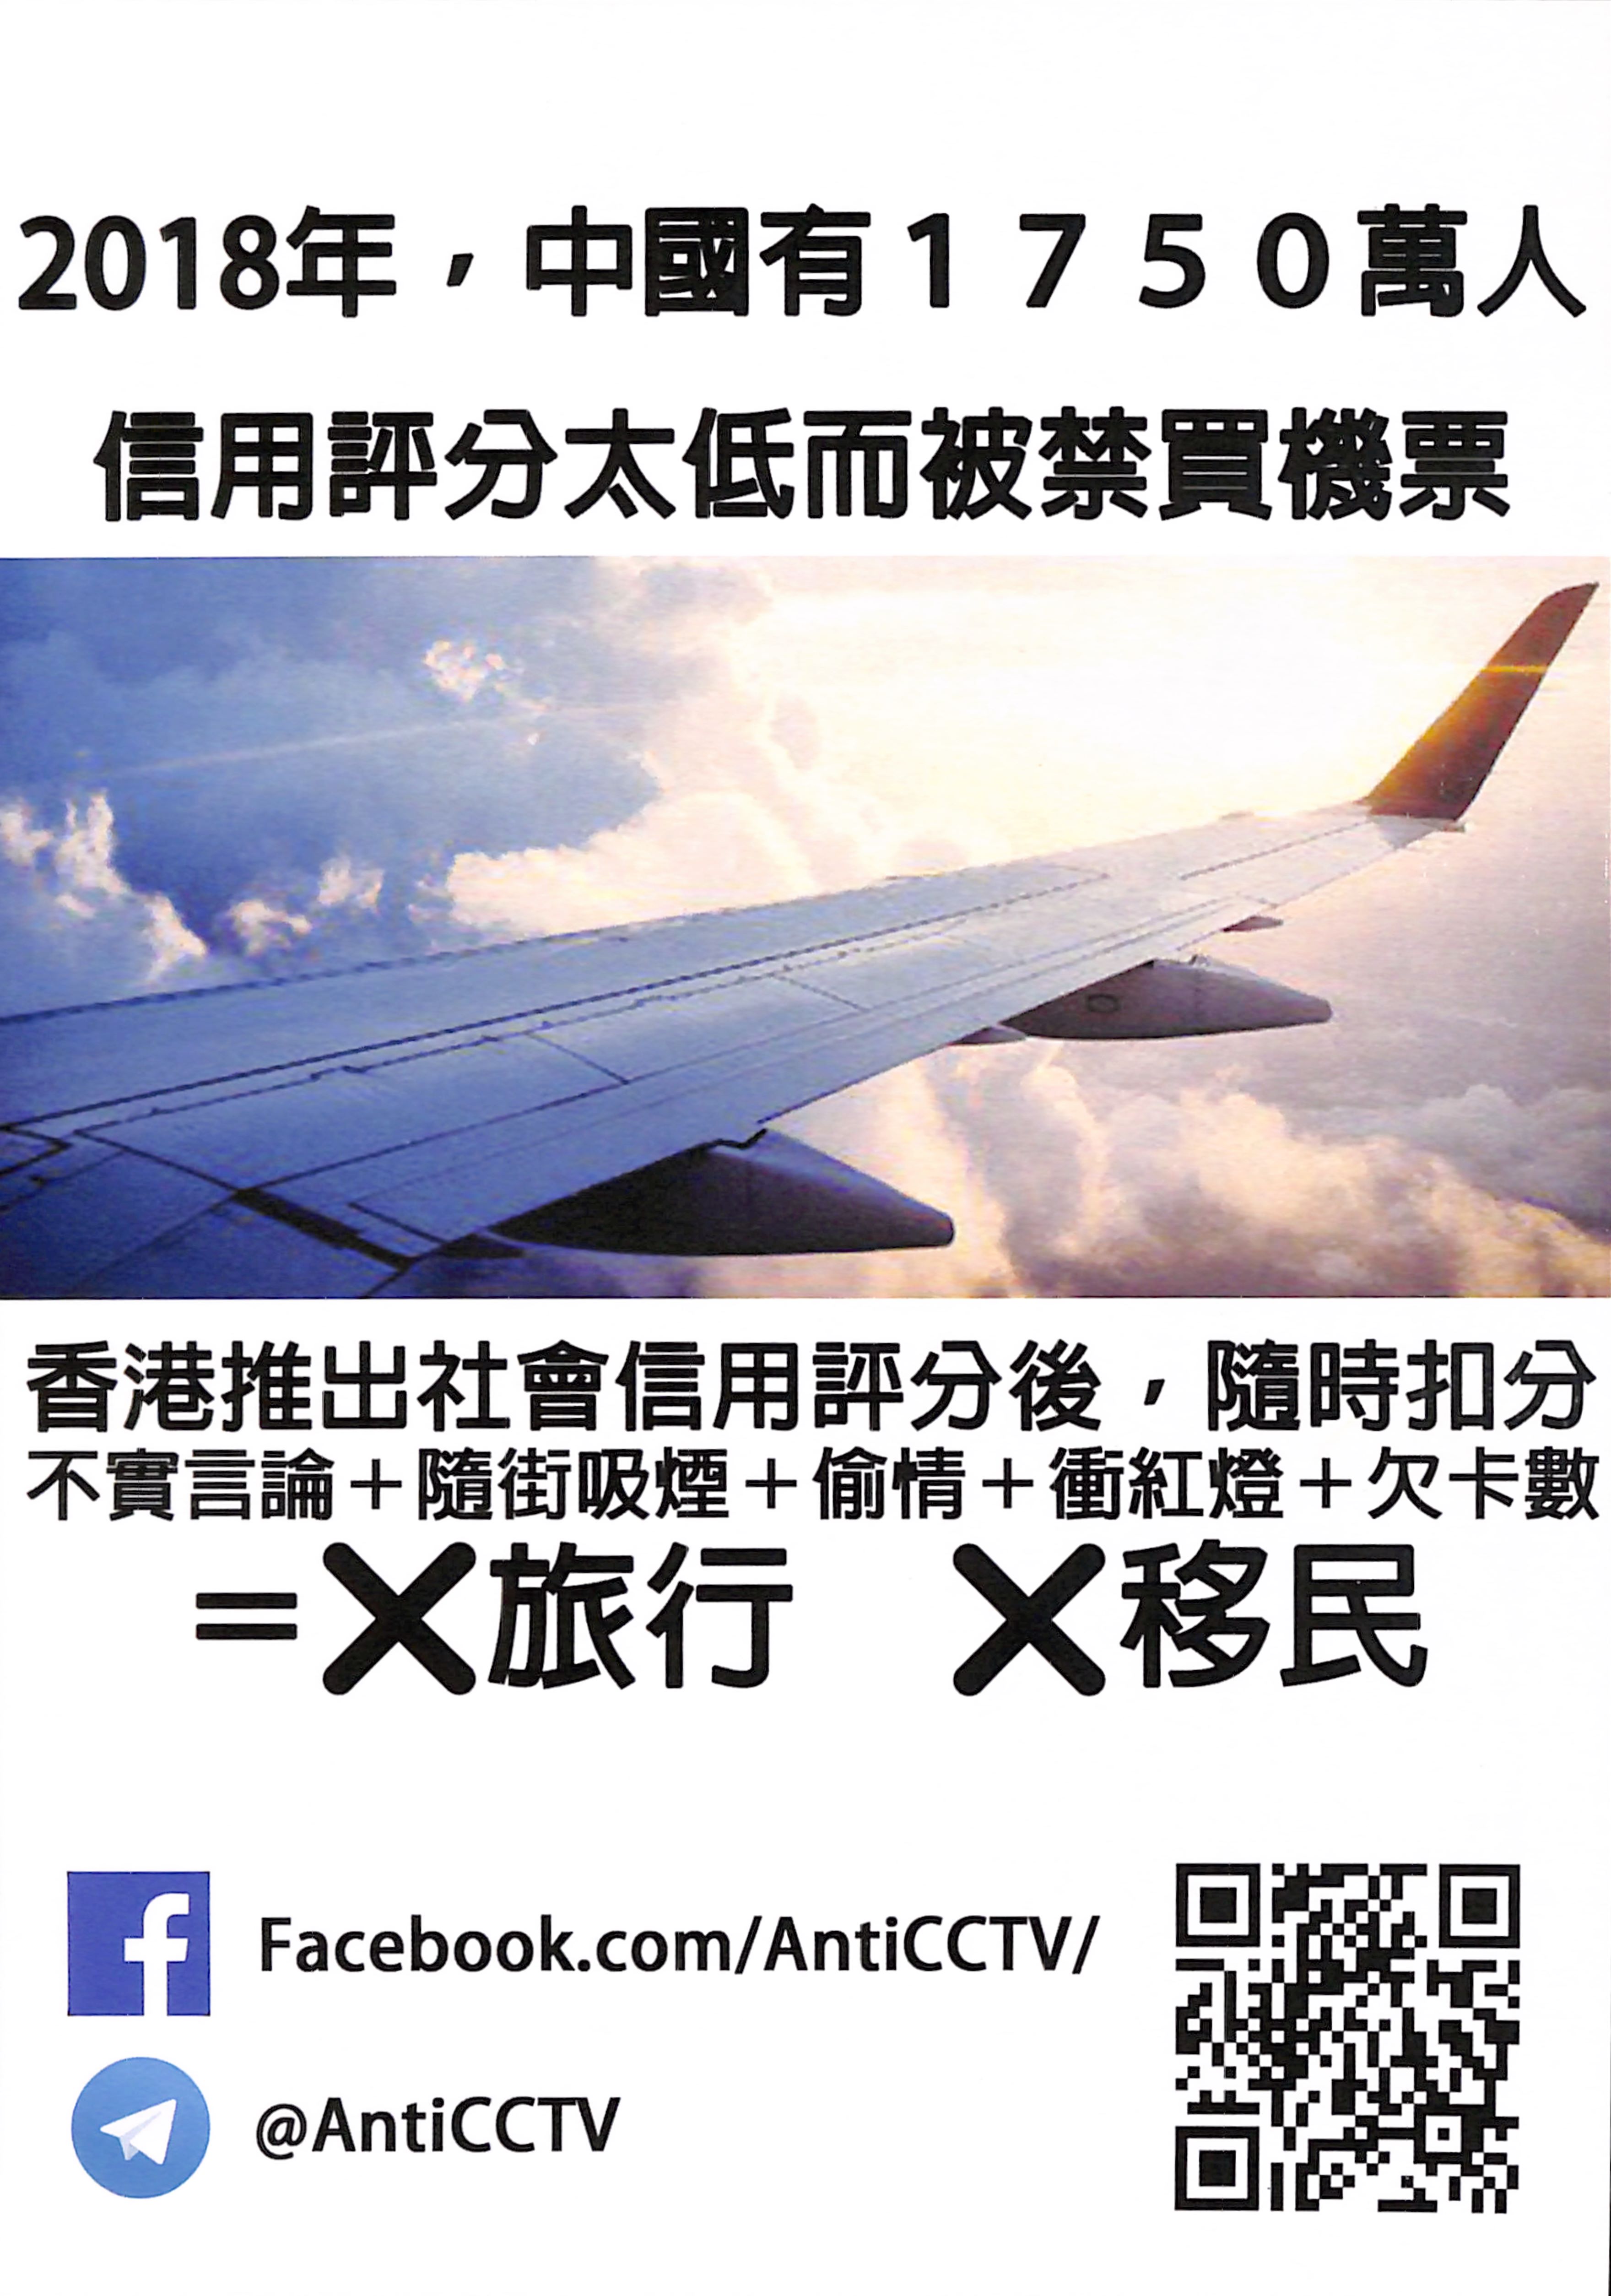 2018年，中國有１７５０萬人
信用評分太低而被禁買機票
香港推出社會信用評分後，隨時扣分
不實言論＋隨街吸煙＋偷情＋衝紅燈＋欠卡數
=✕旅行　✕移民
Facebook.com/AntiCCTV/
@AntiCCTV